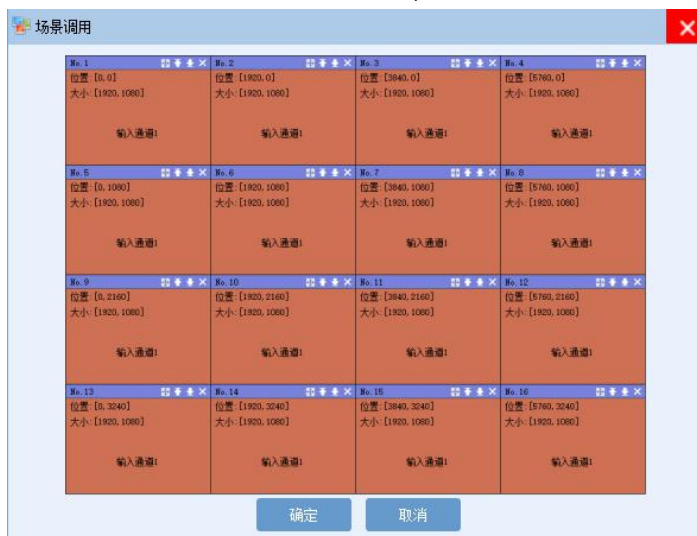 场景调用
No. 1 No. 2 No. 3 No. 4
位置:[0,0] 位置:[1920,0] 位置:[3840,0] 位置:[5760,0]
大小:[1920,1080] 大小:[1920,1080] 大小:[1920,1080] 大小:[1920,1080]
输入通道1 输入通道1 输入通道1 输入通道1
No. 5 No. 6 No. 7 No. 8
位置:[0,1080] 位置:[1920,1080] 位置:[3840,1080] 位置:[5760,1080]
大小:[1920,1080] 大小:[1920,1080] 大小:[1920,1080] 大小:[1920,1080]
输入通道1 输入通道1 输入通道1 输入通道1
No. 9 No. 10 No. 11 No. 12
位置:[0,2160] 位置:[1920,2160] 位置:[3840,2160] 位置:[5760,2160]
大小:[1920,1080] 大小:[1920,1080] 大小:[1920,1080] 大小:[1920,1080]
输入通道1 输入通道1 输入通道1 输入通道1
No. 13 No. 14 No. 15 No. 16
位置:[0,3240] 位置:[1920,3240] 位置:[3840,3240] 位置:[5760,3240]
大小:[1920,1080] 大小:[1920,1080] 大小:[1920,1080] 大小:[1920,1080]
输入通道1 输入通道1 输入通道1 输入通道1
确定 取消